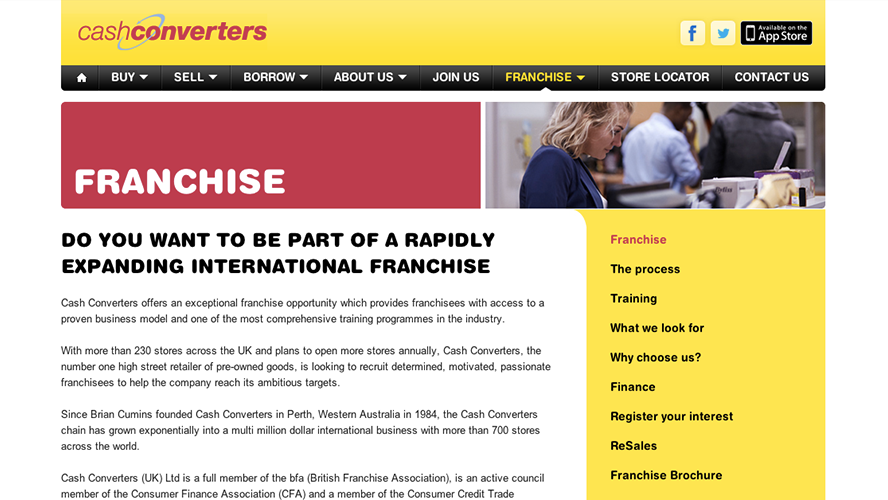 cashconverters
Available on the
App Store
BUY SELL BORROW ABOUT US JOIN US FRANCHISE STORE LOCATOR CONTACT US
FRANCHISE
DO YOU WANT TO BE PART OF A RAPIDLY
EXPANDING INTERNATIONAL FRANCHISE
Cash Converters offers an exceptional franchise opportunity which provides franchisees with access to a
proven business model and one of the most comprehensive training programmes in the industry.
With more than 230 stores across the UK and plans to open more stores annually, Cash Converters, the
number one high street retailer of pre-owned goods, is looking to recruit determined, motivated, passionate
franchisees to help the company reach its ambitious targets.
Since Brian Cumins founded Cash Converters in Perth, Western Australia in 1984, the Cash Converters
chain has grown exponentially into a multi million dollar international business with more than 700 stores
across the world.
Cash Converters (UK) Ltd is a full member of the bfa (British Franchise Association), is an active council
member of the Consumer Finance Association (CFA) and a member of the Consumer Credit Trade
Franchise
The process
Training
What we look for
Why choose us?
Finance
Register your interest
ReSales
Franchise Brochure